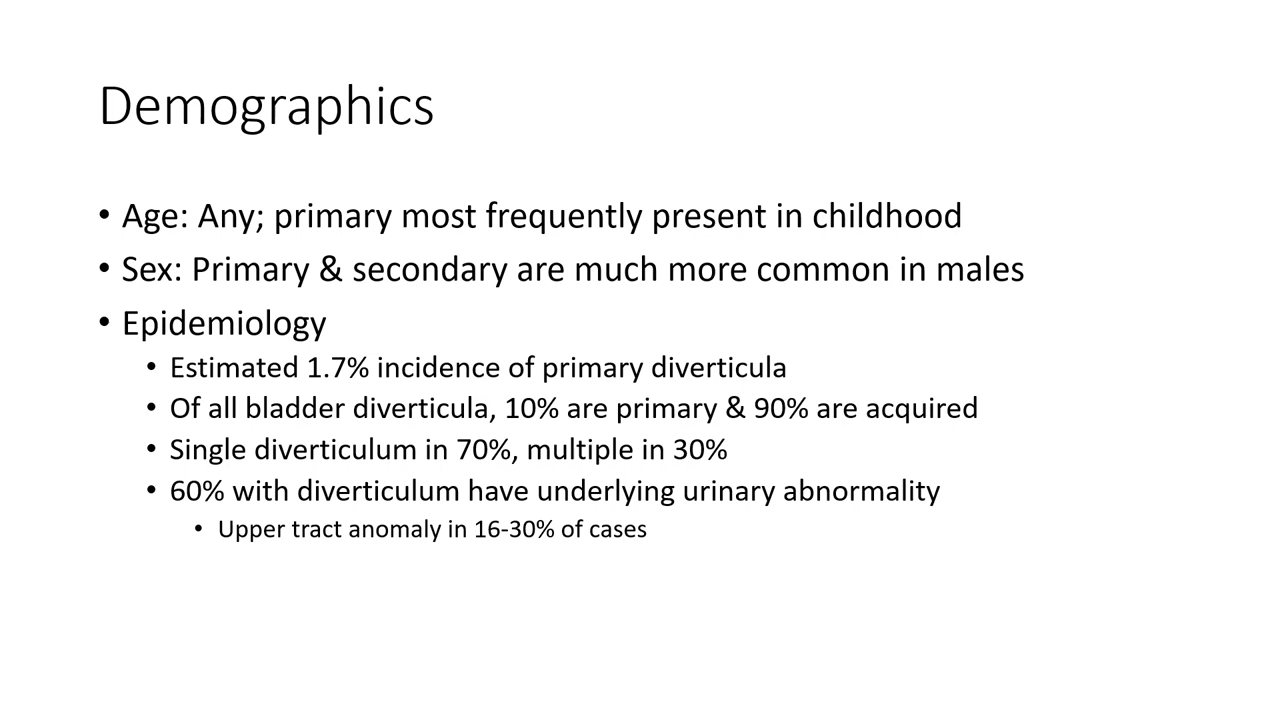 Demographics
• Age: Any; primary most frequently present in childhood
• Sex: Primary & secondary are much more common in males
• Epidemiology
• Estimated 1.7% incidence of primary diverticula
• Of all bladder diverticula, 10% are primary & 90% are acquired
• Single diverticulum in 70%, multiple in 30%
• 60% with diverticulum have underlying urinary abnormality
• Upper tract anomaly in 16-30% of cases